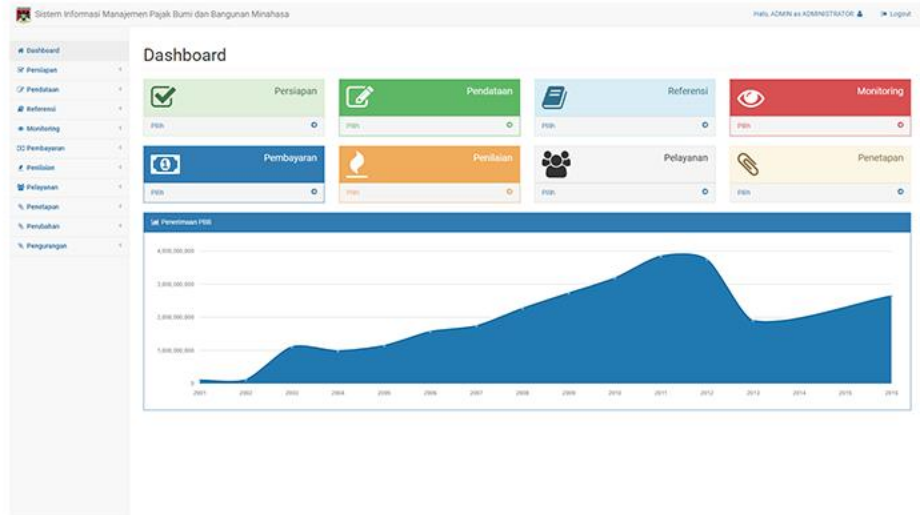 Sistem Informasi Manajemen Pajak Bumi dan Bangunan Minahasa
Hallo, ADMIN as ADMINISTRATOR
Logout
Dashboard
Persiapan
Pendataan
Referensi
Monitoring
Pembayaran
Penilaian
Pelayanan
Penetapan
Perubahan
Pengurangan
Dashboard
Persiapan
Pilih
Pendataan
Pilih
Referensi
Pilih
Monitoring
Pilih
Pembayaran
Pilih
Penilaian
Pilih
Pelayanan
Pilih
Penetapan
Pilih
Penerimaan PBB
4,000,000,000
3,000,000,000
2,000,000,000
1,000,000,000
0
2001 2002 2003 2004 2005 2006 2007 2008 2009 2010 2011 2012 2013 2014 2015 2016